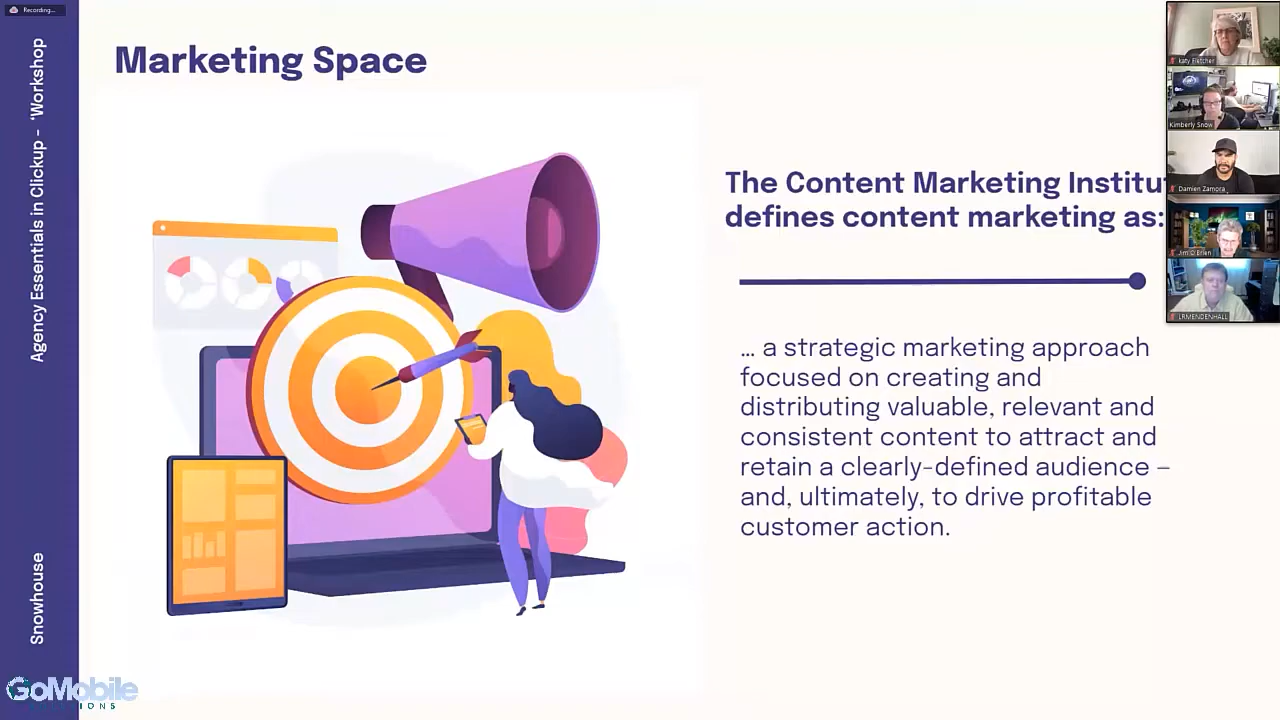 Recording...
Agency Essentials in Clickup - 'Workshop
Snowhouse
Marketing Space
The Content Marketing Institu
defines content marketing as:
... a strategic marketing approach
focused on creating and
distributing valuable, relevant and
consistent content to attract and
retain a clearly-defined audience –
and, ultimately, to drive profitable
customer action.
katy Fletcher
Kimberly Snow
Damien Zamora
Jim O Brien
LRMENDENHALL
GoMobile